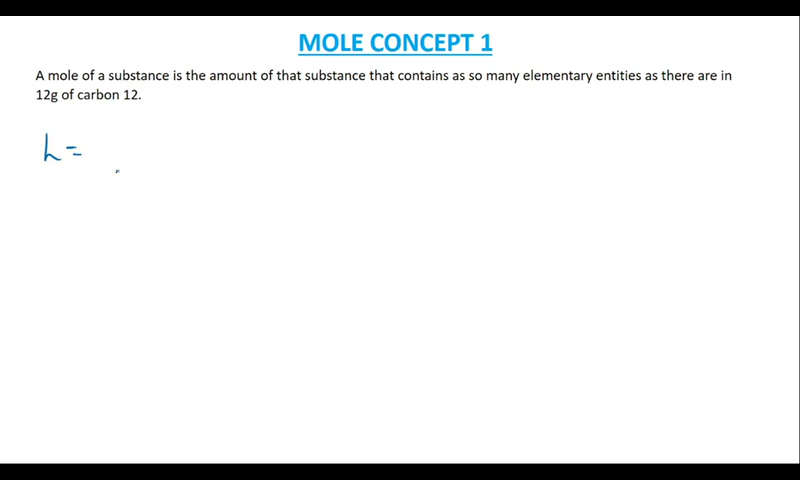 MOLE CONCEPT 1
A mole of a substance is the amount of that substance that contains as so many elementary entities as there are in
12g of carbon 12.
L =